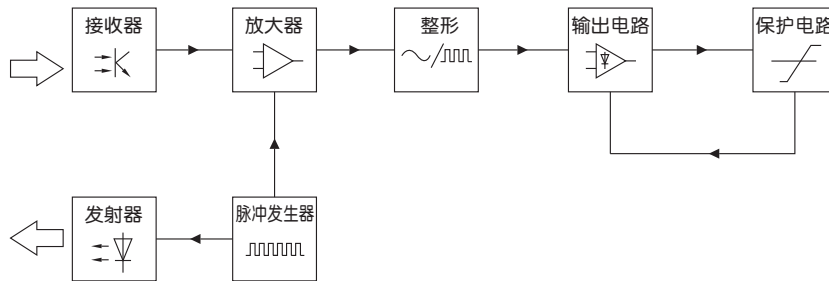 接收器
放大器
整形
输出电路
保护电路
发射器
脉冲发生器